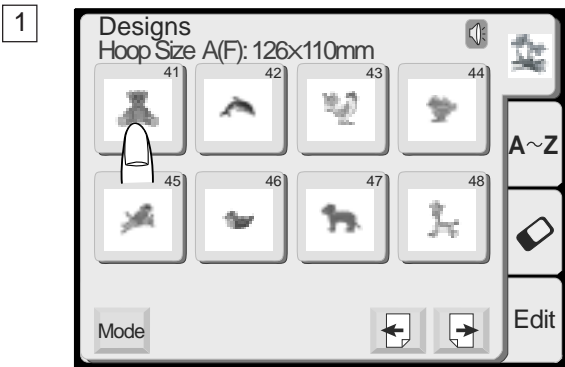 1
Designs
Hoop Size A(F): 126×110mm
41 42 43 44
A~Z
45 46 47 48
Mode
Edit